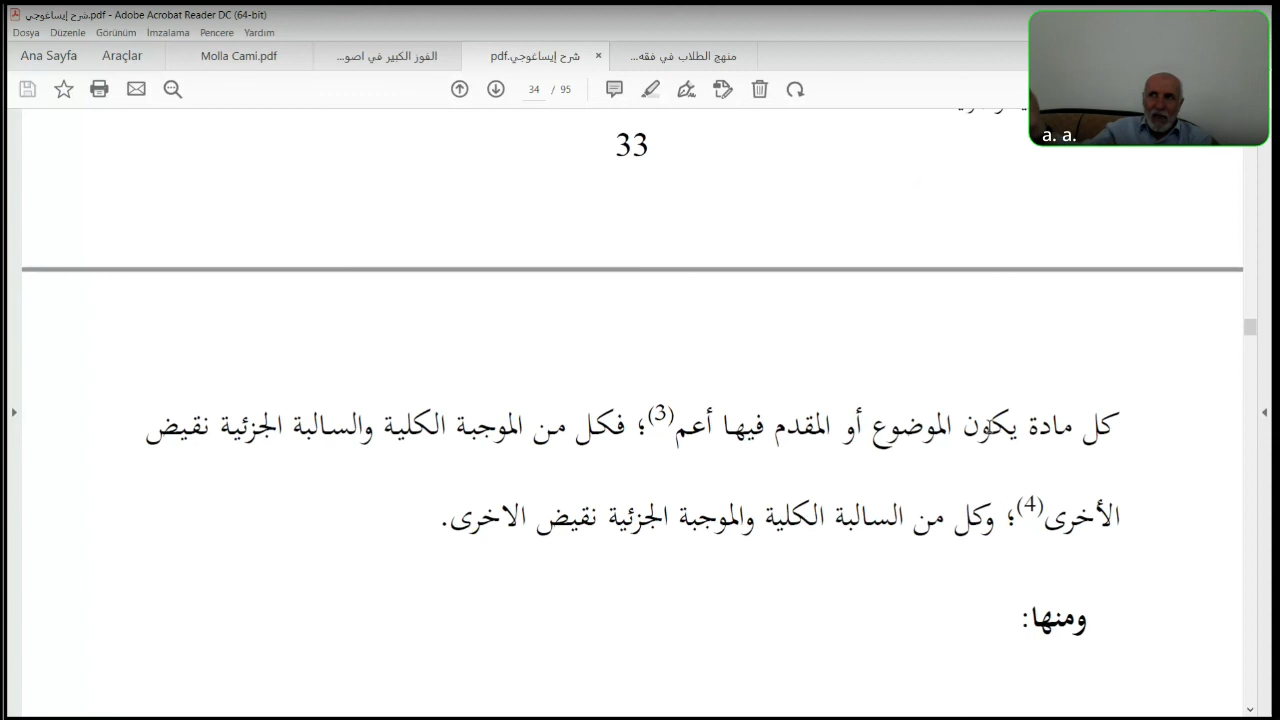 شرح إيساغوجي.pdf - Adobe Acrobat Reader DC (64-bit)
Dosya Düzenle Görünüm İmzalama Pencere Yardım
Ana Sayfa Araçlar Molla Cami.pdf الفوز الكبير في اصو... شرح إيساغوجي.pdf × منهج الطلاب في فقه...
34 / 95
a. a.
33
كل مادة يكون الموضوع أو المقدم فيها أعم(3)؛ فكل من الموجبة الكلية والسالبة الجزئية نقيض
الأخرى(4)؛ وكل من السالبة الكلية والموجبة الجزئية نقيض الاخرى.
ومنها: